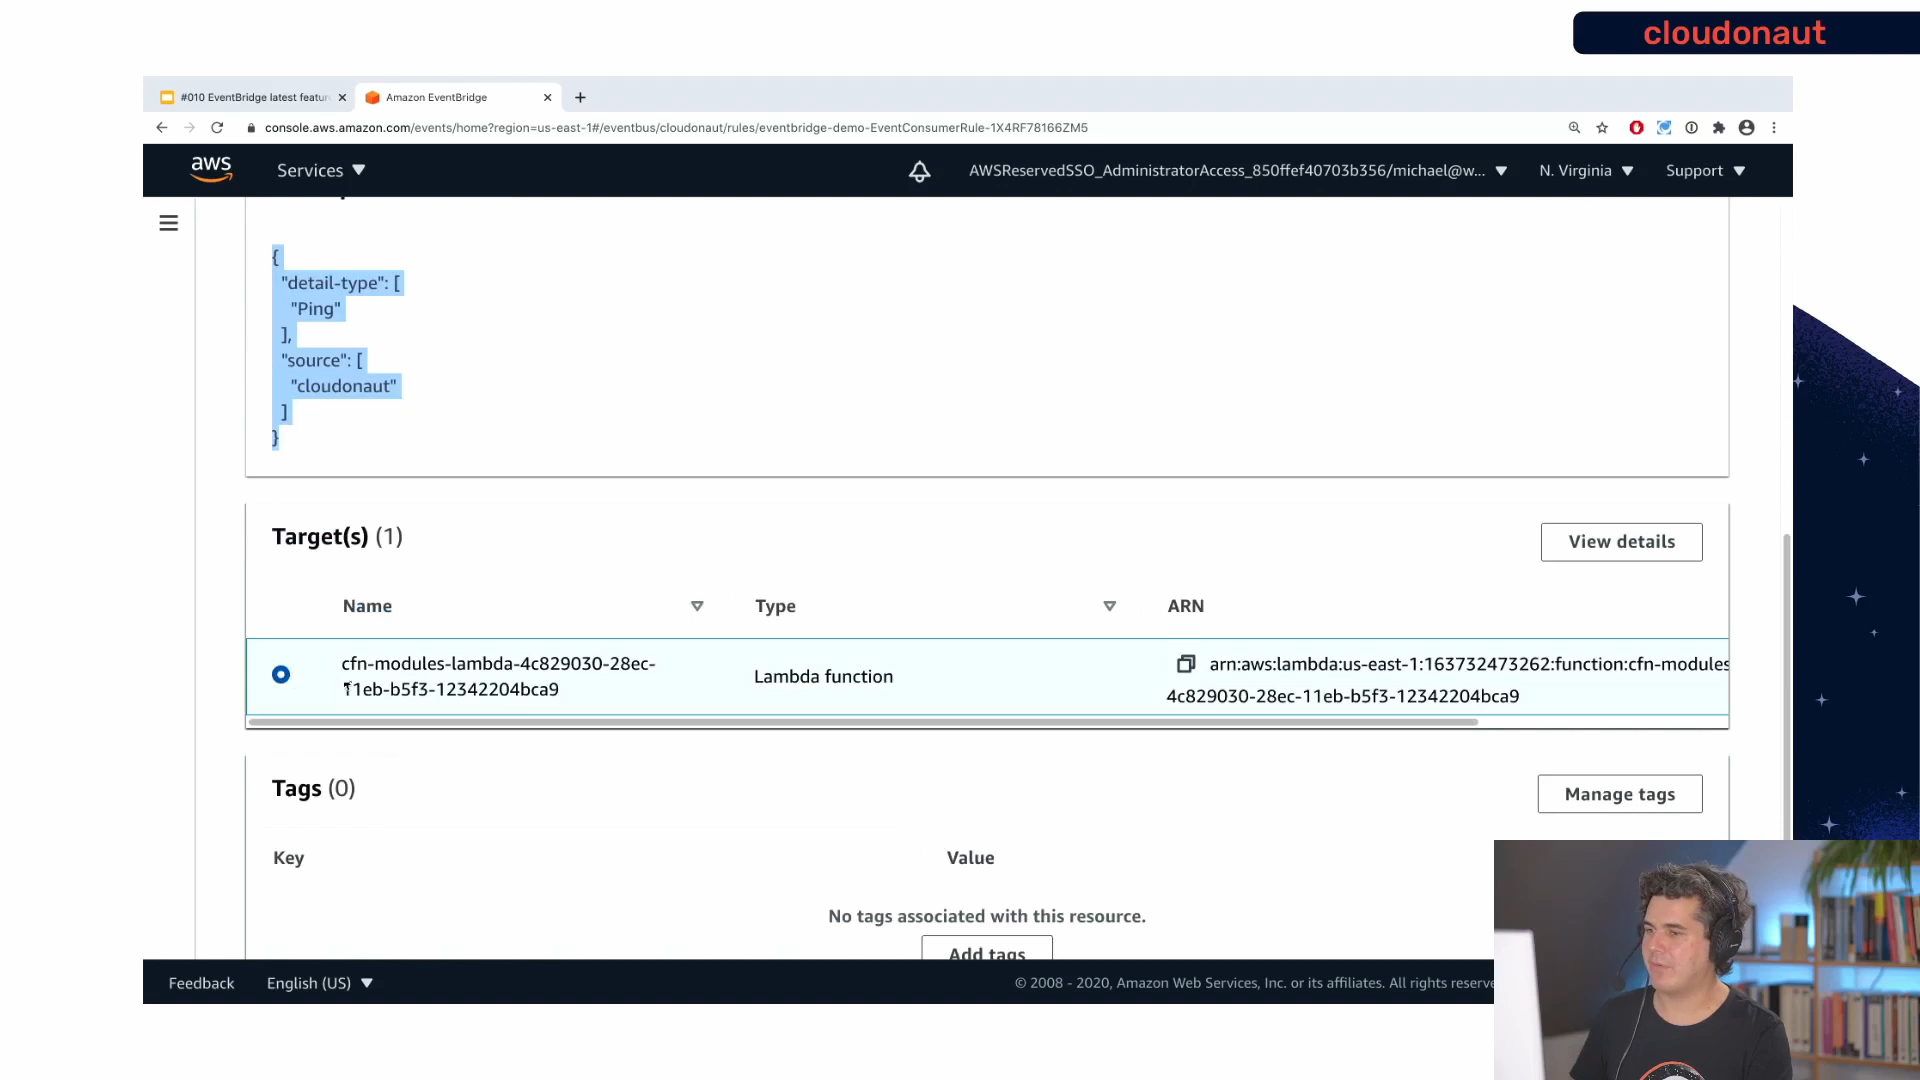 cloudonaut
#010 EventBridge latest featur
Amazon EventBridge
console.aws.amazon.com/events/home?region=us-east-1#/eventbus/cloudonaut/rules/eventbridge-demo-EventConsumerRule-1X4RF78166ZM5
aws
Services
AWSReservedSSO_AdministratorAccess_850ffef40703b356/michael@w...
N. Virginia
Support
{
"detail-type": [
"Ping"
],
"source": [
"cloudonaut"
]
}
Target(s) (1)
View details
Name
Type
ARN
cfn-modules-lambda-4c829030-28ec-
11eb-b5f3-12342204bca9
Lambda function
arn:aws:lambda:us-east-1:163732473262:function:cfn-modules
4c829030-28ec-11eb-b5f3-12342204bca9
Tags (0)
Manage tags
Key
Value
No tags associated with this resource.
Add tags
Feedback
English (US)
© 2008 - 2020, Amazon Web Services, Inc. or its affiliates. All rights reserve